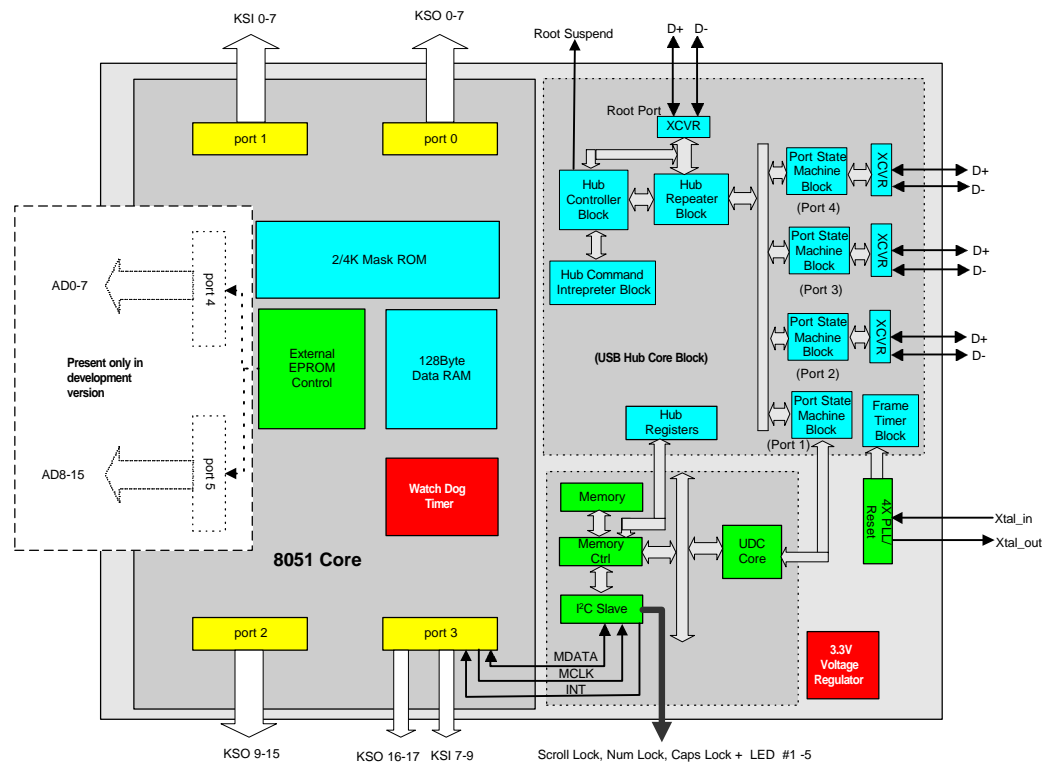 KSI 0-7
KSO 0-7
Root Suspend
D+
D-
Root Port
XCVR
port 1
port 0
Hub
Controller
Block
Hub
Repeater
Block
Port State
Machine
Block
(Port 4)
XCVR
D+
D-
2/4K Mask ROM
Hub Command
Intrepreter Block
Port State
Machine
Block
(Port 3)
XCVR
D+
D-
AD0-7
port 4
Present only in
development
version
External
EPROM
Control
128Byte
Data RAM
(USB Hub Core Block)
Port State
Machine
Block
(Port 2)
XCVR
D+
D-
Hub
Registers
Port State
Machine
Block
(Port 1)
Frame
Timer
Block
AD8-15
port 5
Watch Dog
Timer
Memory
Memory
Ctrl
UDC
Core
4X PLL/
Reset
Xtal_in
Xtal_out
8051 Core
I²C Slave
port 2
port 3
MDATA
MCLK
INT
3.3V
Voltage
Regulator
KSO 9-15
KSO 16-17
KSI 7-9
Scroll Lock, Num Lock, Caps Lock + LED #1 -5